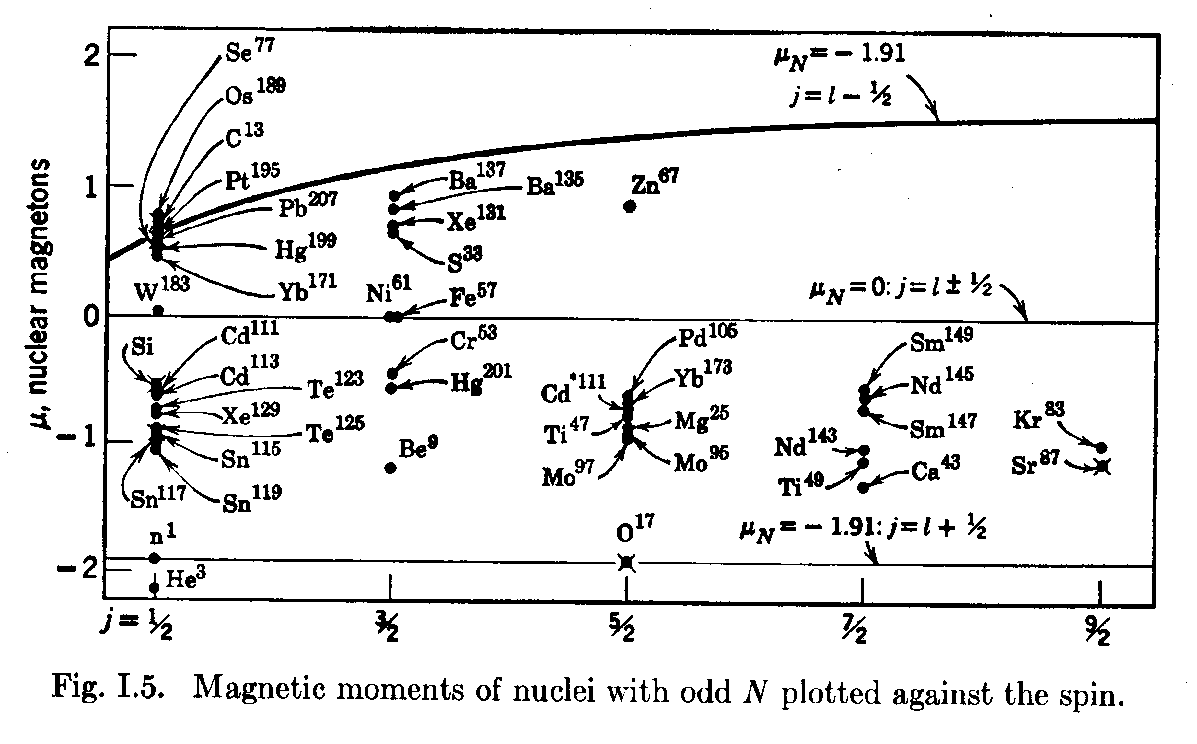 2
Se⁷⁷
μN = − 1.91
Os¹⁸⁹
j = l − ½
C¹³
Pt¹⁹⁵
Ba¹³⁷
Ba¹³⁵
Zn⁶⁷
1
Pb²⁰⁷
Xe¹³¹
Hg¹⁹⁹
S³³
W¹⁸³
Yb¹⁷¹
Ni⁶¹
Fe⁵⁷
μN = 0: j = l ± ½
0
μ, nuclear magnetons
Si
Cd¹¹¹
Cr⁵³
Pd¹⁰⁵
Sm¹⁴⁹
Cd¹¹³
Te¹²³
Hg²⁰¹
Cd*¹¹¹
Yb¹⁷³
Nd¹⁴⁵
Xe¹²⁹
Ti⁴⁷
Mg²⁵
Kr⁸³
−1
Te¹²⁵
Sm¹⁴⁷
Sn¹¹⁵
Be⁹
Nd¹⁴³
Mo⁹⁷
Mo⁹⁵
Ca⁴³
Sr⁸⁷
Sn¹¹⁷
Sn¹¹⁹
Ti⁴⁹
n¹
O¹⁷
μN = − 1.91: j = l + ½
−2
He³
j = ½ 3/2 5/2 7/2 9/2
Fig. I.5. Magnetic moments of nuclei with odd N plotted against the spin.